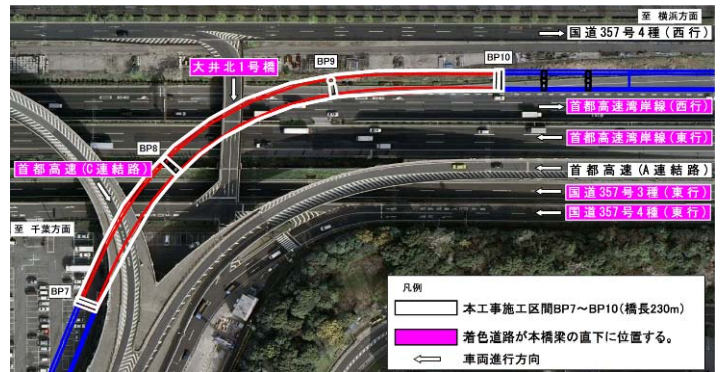 至 横浜方面
国道357号4種(西行)
大井北1号橋
BP9
BP10
首都高速湾岸線(西行)
首都高速湾岸線(東行)
BP8
首都高速(C連結路)
首都高速(A連結路)
国道357号3種(東行)
国道357号4種(東行)
至 千葉方面
BP7
凡例
本工事施工区間BP7～BP10(橋長230m)
着色道路が本橋梁の直下に位置する。
車両進行方向